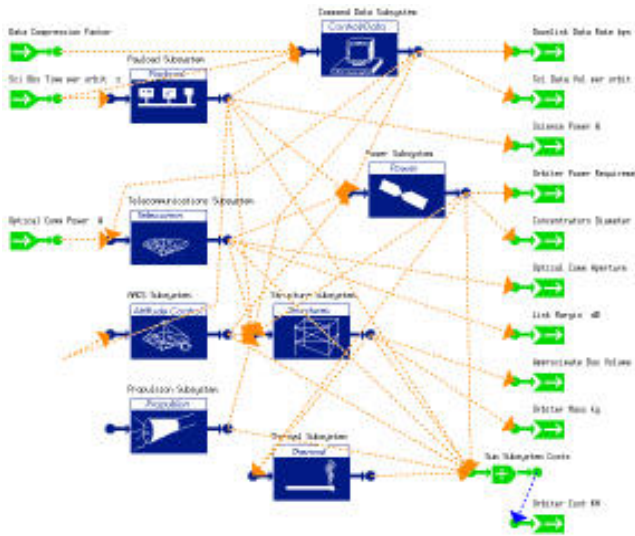 Command Data Subsystem
Control/Data
Data Compression Factor
Downlink Data Rate bps
Payload Subsystem
Payload
Sci Obs Time per orbit s
Tol Data Vol per orbit
Science Power W
Power Subsystem
Power
Orbiter Power Requireme
Telecommunications Subsystem
Telecomm
Optical Comm Power W
Concentrators Diameter
Optical Comm Aperture
AACS Subsystem
Attitude Control
Structure Subsystem
Structures
Link Margin dB
Approximate Bus Volume
Propulsion Subsystem
Propulsion
Orbiter Mass kg
Thermal Subsystem
Thermal
Sum Subsystem Costs
Orbiter Cost $M